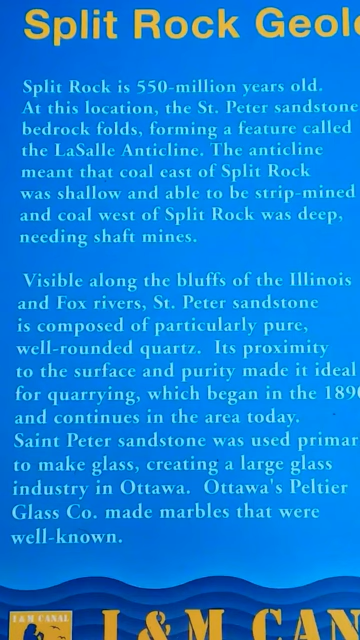 Split Rock Geol
Split Rock is 550-million years old.
At this location, the St. Peter sandstone
bedrock folds, forming a feature called
the LaSalle Anticline. The anticline
meant that coal east of Split Rock
was shallow and able to be strip-mined
and coal west of Split Rock was deep,
needing shaft mines.
Visible along the bluffs of the Illinois
and Fox rivers, St. Peter sandstone
is composed of particularly pure,
well-rounded quartz. Its proximity
to the surface and purity made it ideal
for quarrying, which began in the 1890
and continues in the area today.
Saint Peter sandstone was used primar
to make glass, creating a large glass
industry in Ottawa. Ottawa's Peltier
Glass Co. made marbles that were
well-known.
I&M CANAL
I & M CAN